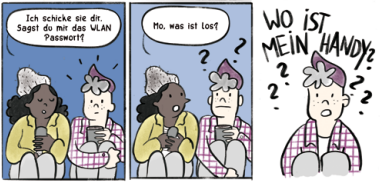 Ich schicke sie dir.
Sagst du mir das WLAN
Passwort?
Mo, was ist los?
? ? ?
WO IST
MEIN HANDY?
? ? ? ?